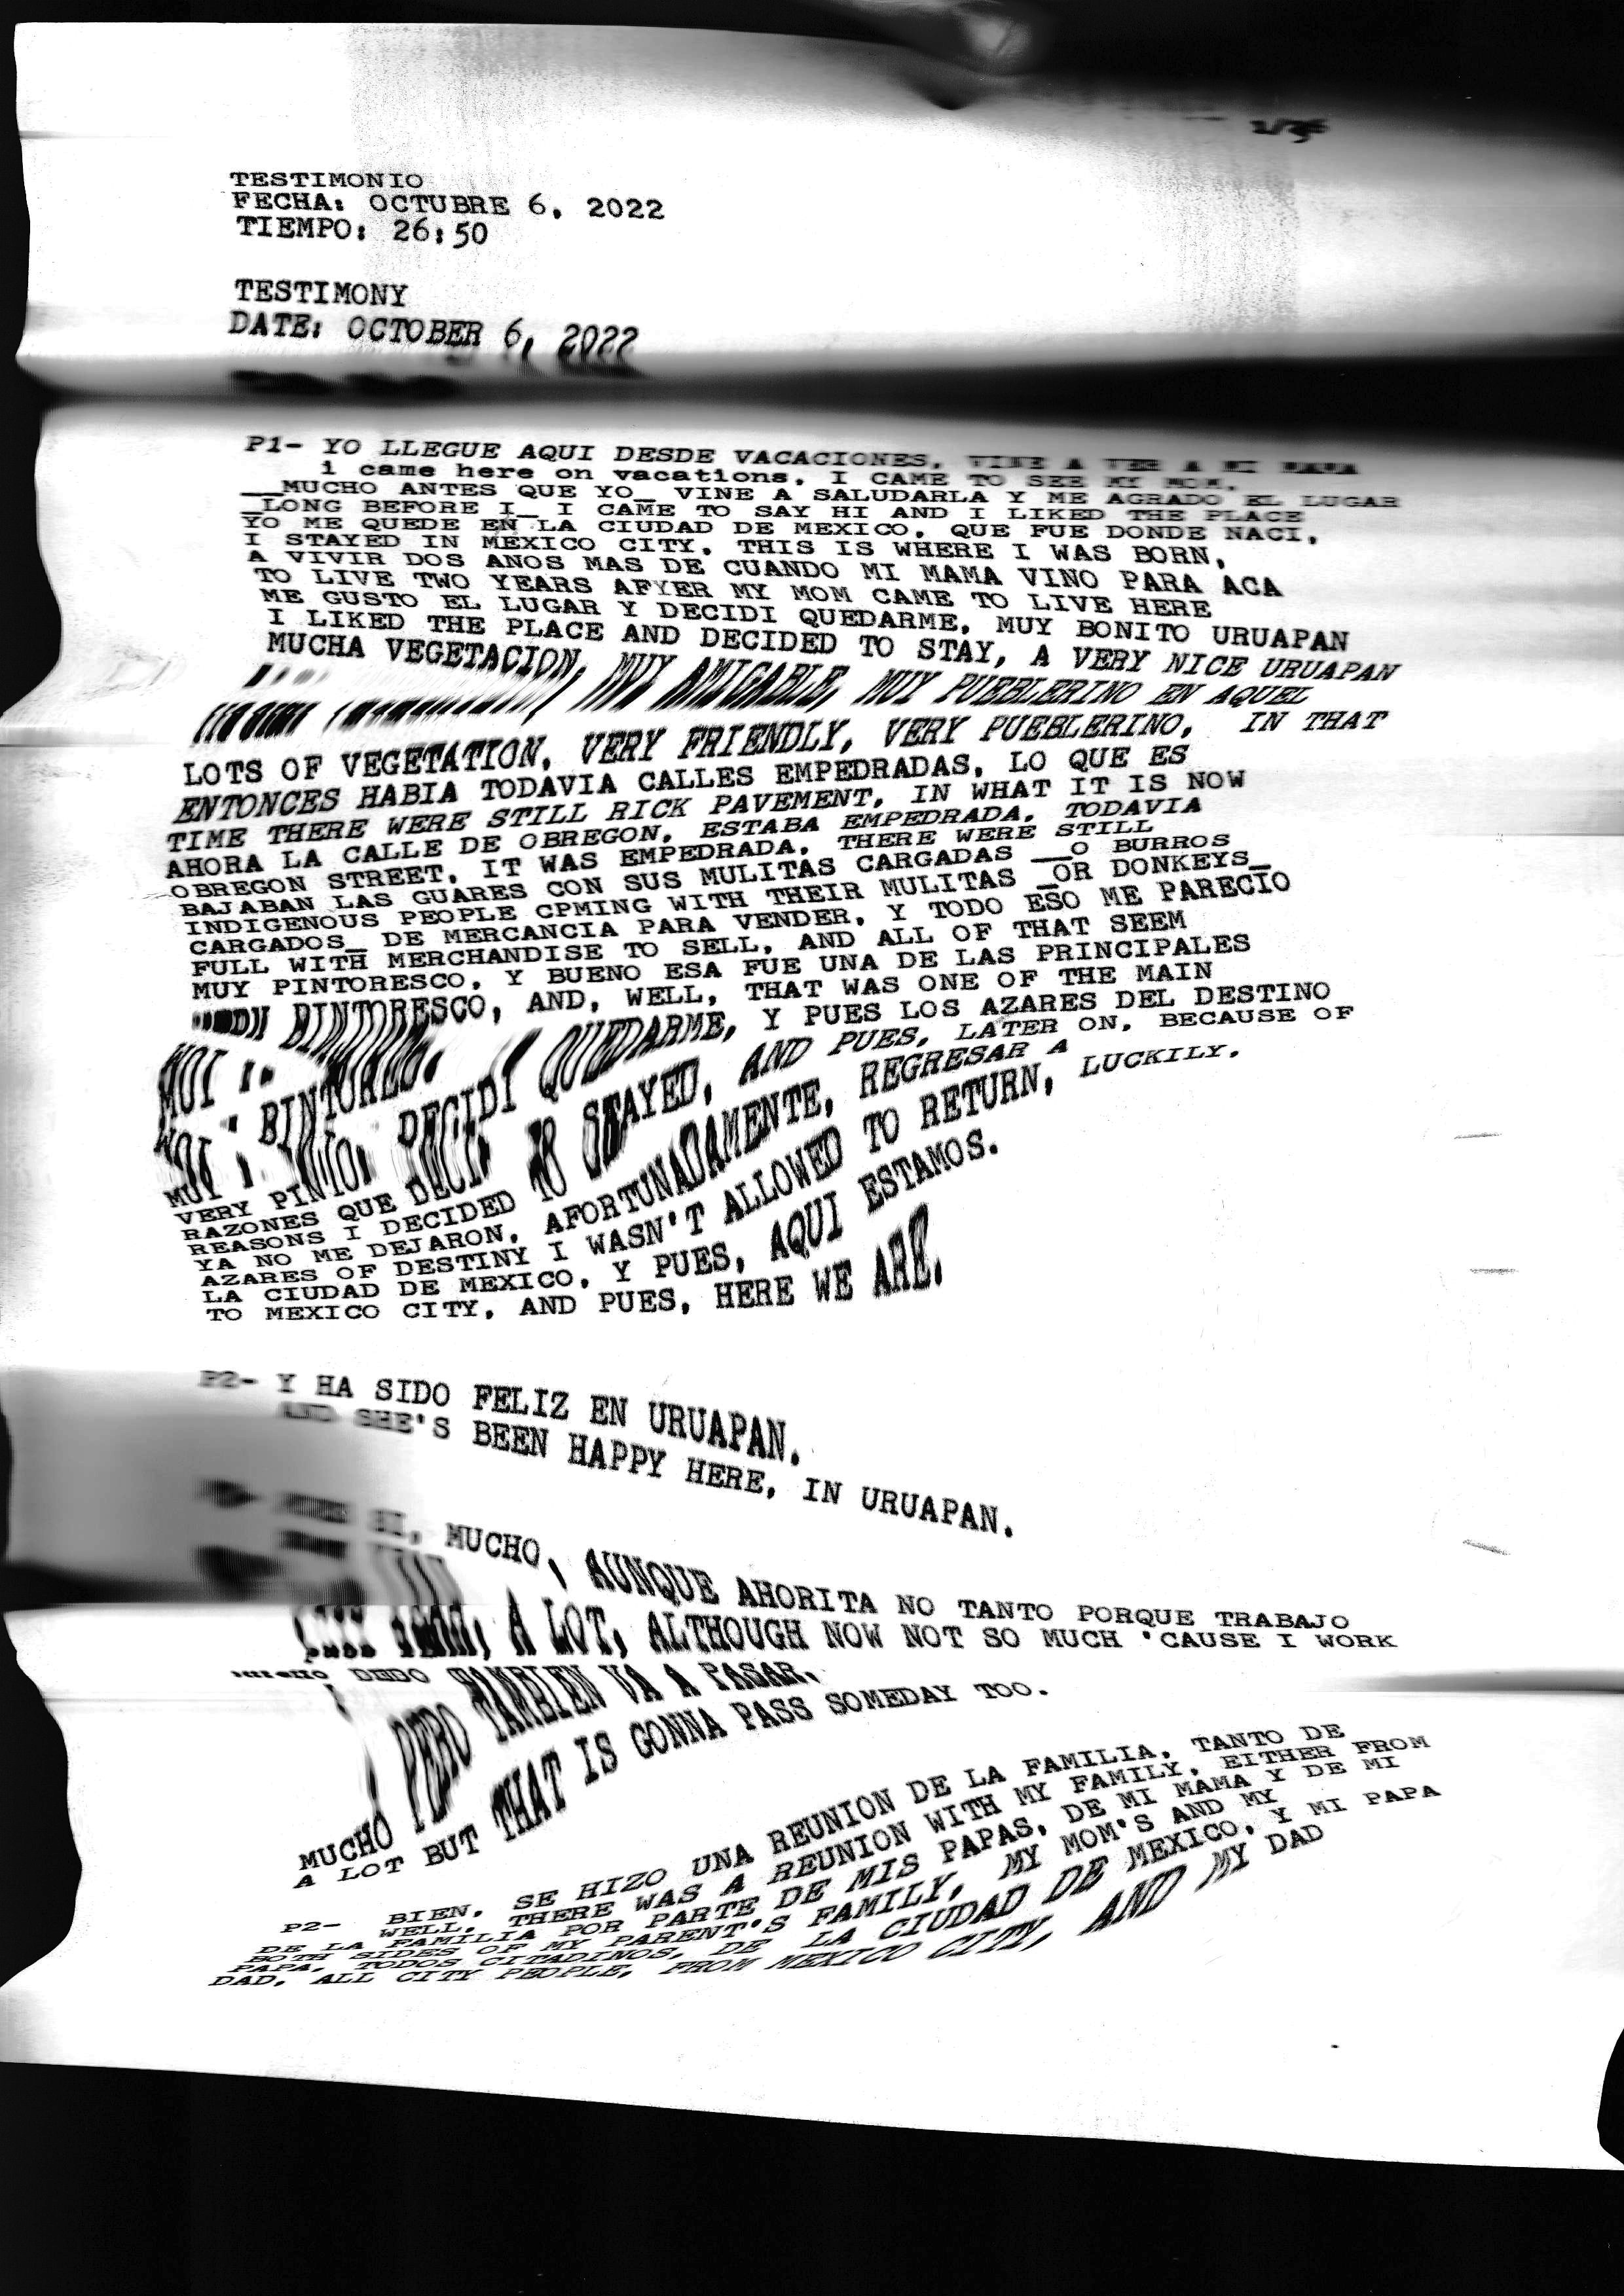 TESTIMONIO
FECHA: OCTUBRE 6, 2022
TIEMPO: 26:50
TESTIMONY
DATE: OCTOBER 6, 2022
P1- YO LLEGUE AQUI DESDE VACACIONES, VINE A VER A MI MAMA
i came here on vacations, I CAME TO SEE MY MOM,
__MUCHO ANTES QUE YO_ VINE A SALUDARLA Y ME AGRADO EL LUGAR
_LONG BEFORE I_ I CAME TO SAY HI AND I LIKED THE PLACE
YO ME QUEDE EN LA CIUDAD DE MEXICO, QUE FUE DONDE NACI,
I STAYED IN MEXICO CITY, THIS IS WHERE I WAS BORN,
A VIVIR DOS ANOS MAS DE CUANDO MI MAMA VINO PARA ACA
TO LIVE TWO YEARS AFYER MY MOM CAME TO LIVE HERE
ME GUSTO EL LUGAR Y DECIDI QUEDARME, MUY BONITO URUAPAN
I LIKED THE PLACE AND DECIDED TO STAY, A VERY NICE URUAPAN
MUCHA VEGETACION, MUY AMIGABLE, MUY PUEBLERINO EN AQUEL
LOTS OF VEGETATION, VERY FRIENDLY, VERY PUEBLERINO, IN THAT
ENTONCES HABIA TODAVIA CALLES EMPEDRADAS, LO QUE ES
TIME THERE WERE STILL RICK PAVEMENT, IN WHAT IT IS NOW
AHORA LA CALLE DE OBREGON, ESTABA EMPEDRADA, TODAVIA
OBREGON STREET, IT WAS EMPEDRADA, THERE WERE STILL
BAJABAN LAS GUARES CON SUS MULITAS CARGADAS __O BURROS
INDIGENOUS PEOPLE CPMING WITH THEIR MULITAS _OR DONKEYS_
CARGADOS_ DE MERCANCIA PARA VENDER, Y TODO ESO ME PARECIO
FULL WITH MERCHANDISE TO SELL, AND ALL OF THAT SEEM
MUY PINTORESCO, Y BUENO ESA FUE UNA DE LAS PRINCIPALES
VERY PINTORESCO, AND, WELL, THAT WAS ONE OF THE MAIN
RAZONES QUE DECIDI QUEDARME, Y PUES LOS AZARES DEL DESTINO
REASONS I DECIDED TO STAYED, AND PUES, LATER ON, BECAUSE OF
YA NO ME DEJARON, AFORTUNADAMENTE, REGRESAR A
AZARES OF DESTINY I WASN'T ALLOWED TO RETURN, LUCKILY,
LA CIUDAD DE MEXICO, Y PUES, AQUI ESTAMOS.
TO MEXICO CITY, AND PUES, HERE WE ARE.
P2- Y HA SIDO FELIZ EN URUAPAN.
AND SHE'S BEEN HAPPY HERE, IN URUAPAN.
MUCHO, AUNQUE AHORITA NO TANTO PORQUE TRABAJO
YEAH, A LOT, ALTHOUGH NOW NOT SO MUCH 'CAUSE I WORK
MUCHO PERO TAMBIEN VA A PASAR.
A LOT BUT THAT IS GONNA PASS SOMEDAY TOO.
P2- BIEN, SE HIZO UNA REUNION DE LA FAMILIA, TANTO DE
WELL, THERE WAS A REUNION WITH MY FAMILY, EITHER FROM
DE LA FAMILIA POR PARTE DE MIS PAPAS, DE MI MAMA Y DE MI
BOTH SIDES OF MY PARENT'S FAMILY, MY MOM'S AND MY
PAPA, TODOS CITADINOS, DE LA CIUDAD DE MEXICO, Y MI PAPA
DAD, ALL CITY PEOPLE, FROM MEXICO CITY, AND MY DAD